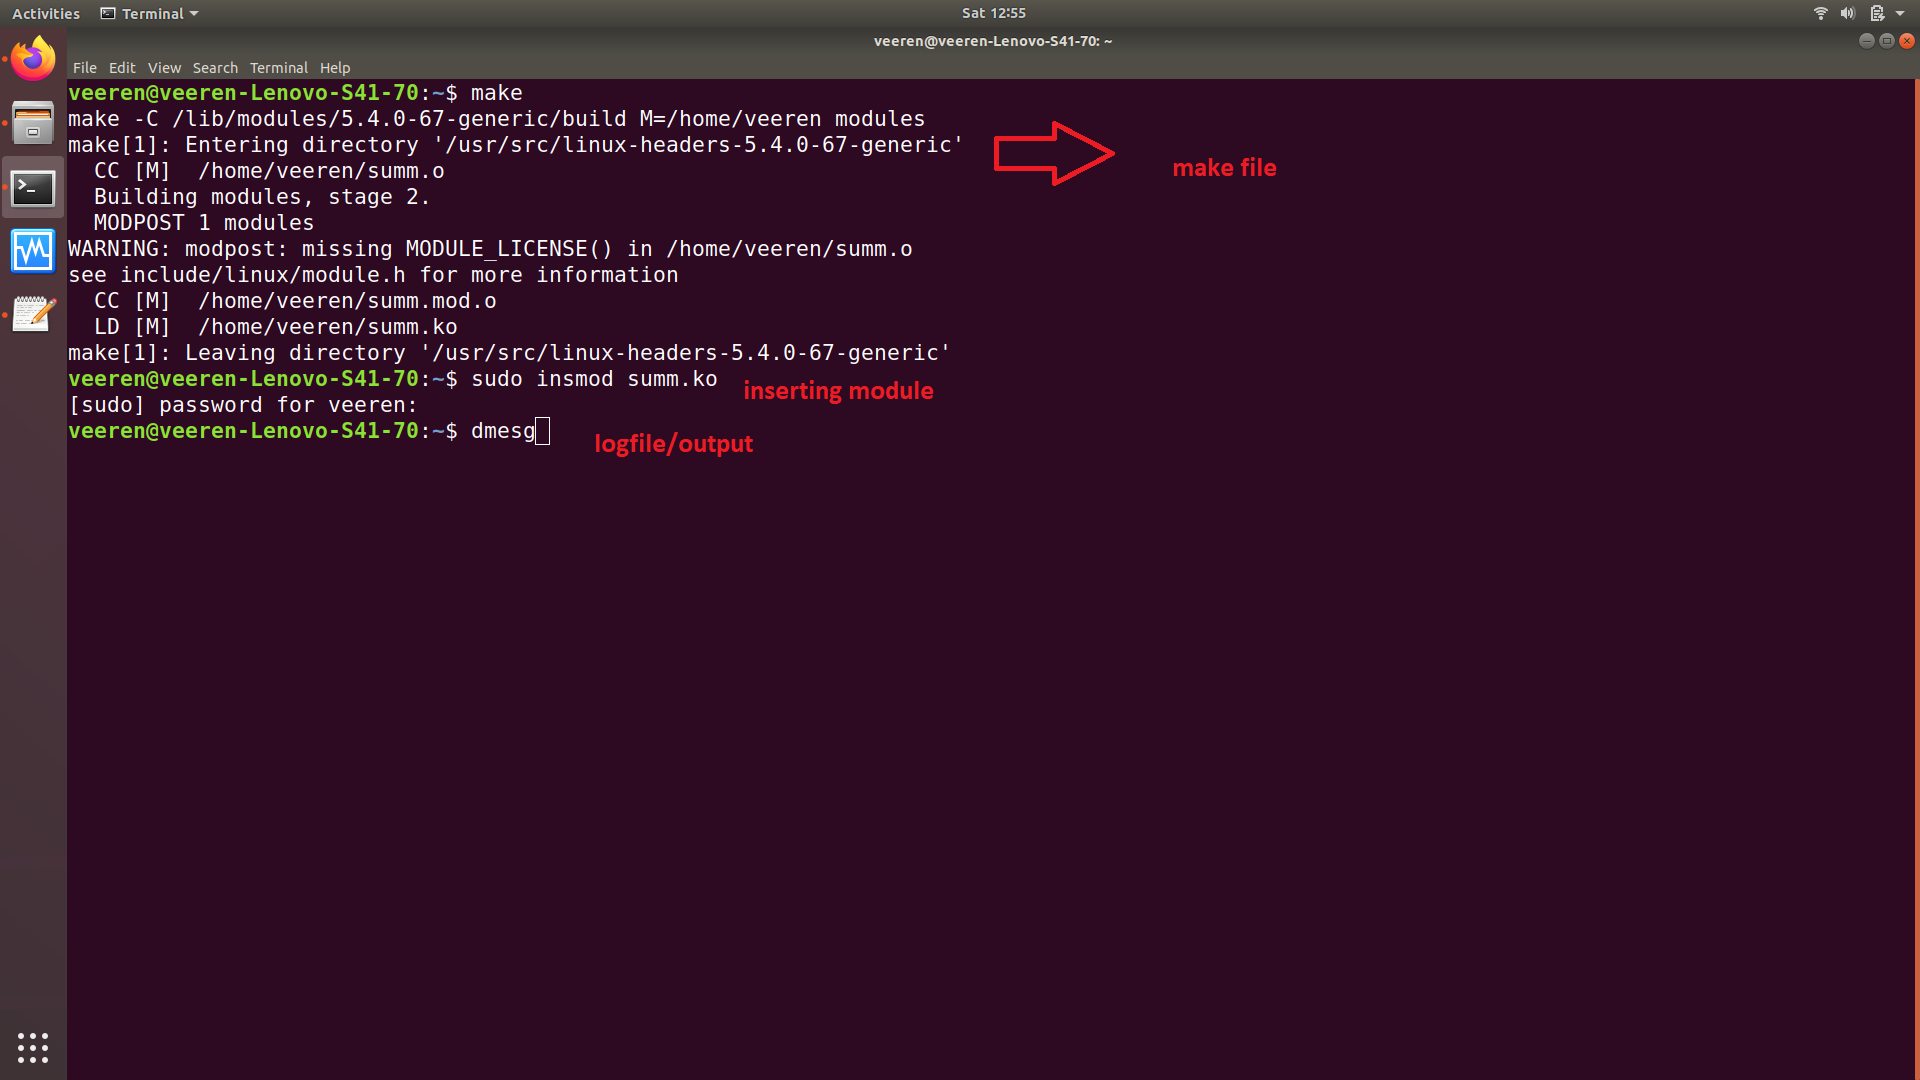 Activities Terminal Sat 12:55
veeren@veeren-Lenovo-S41-70: ~
File Edit View Search Terminal Help
veeren@veeren-Lenovo-S41-70:~$ make
make -C /lib/modules/5.4.0-67-generic/build M=/home/veeren modules
make[1]: Entering directory '/usr/src/linux-headers-5.4.0-67-generic'
make file
  CC [M]  /home/veeren/summ.o
  Building modules, stage 2.
  MODPOST 1 modules
WARNING: modpost: missing MODULE_LICENSE() in /home/veeren/summ.o
see include/linux/module.h for more information
  CC [M]  /home/veeren/summ.mod.o
  LD [M]  /home/veeren/summ.ko
make[1]: Leaving directory '/usr/src/linux-headers-5.4.0-67-generic'
veeren@veeren-Lenovo-S41-70:~$ sudo insmod summ.ko
inserting module
[sudo] password for veeren:
veeren@veeren-Lenovo-S41-70:~$ dmesg
logfile/output